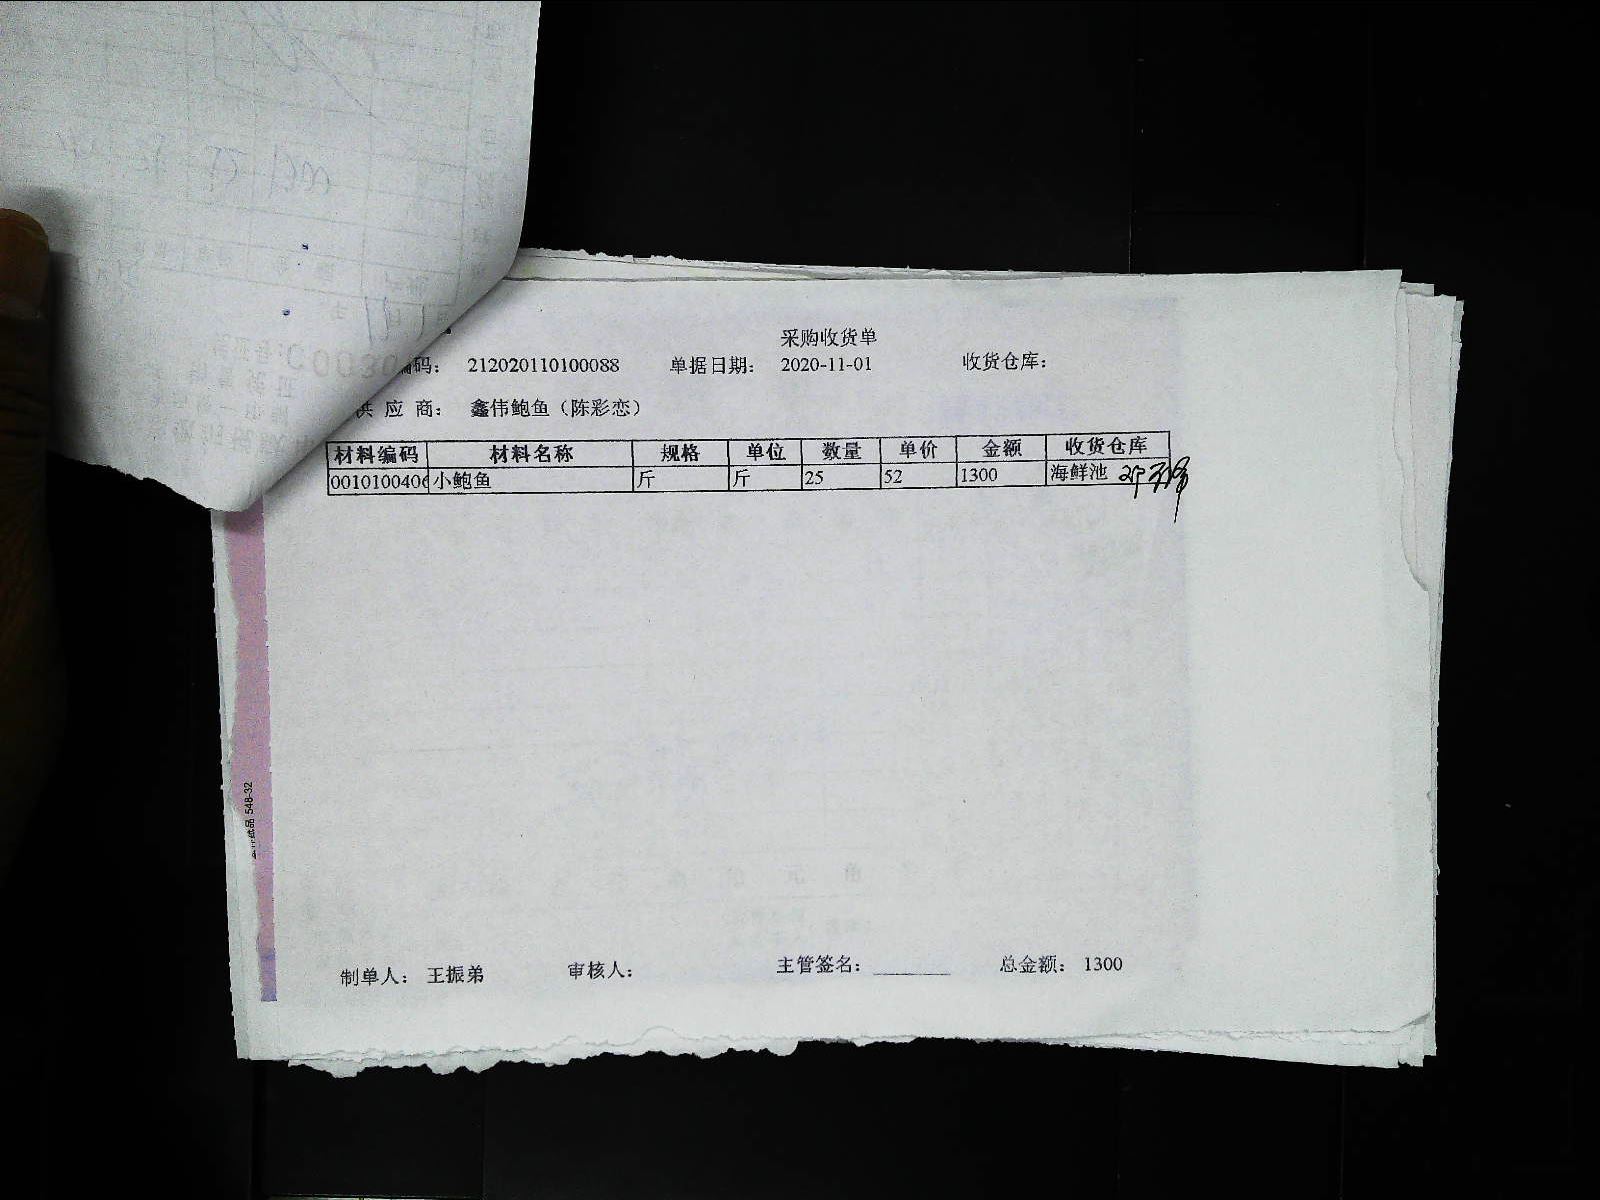 采购收货单
编码: 212020110100088 单据日期: 2020-11-01 收货仓库:
供 应 商: 鑫伟鲍鱼（陈彩恋）
材料编码 材料名称 规格 单位 数量 单价 金额 收货仓库
0010100406 小鲍鱼 斤 斤 25 52 1300 海鲜池
548-32
制单人: 王振弟 审核人: 主管签名: 总金额: 1300